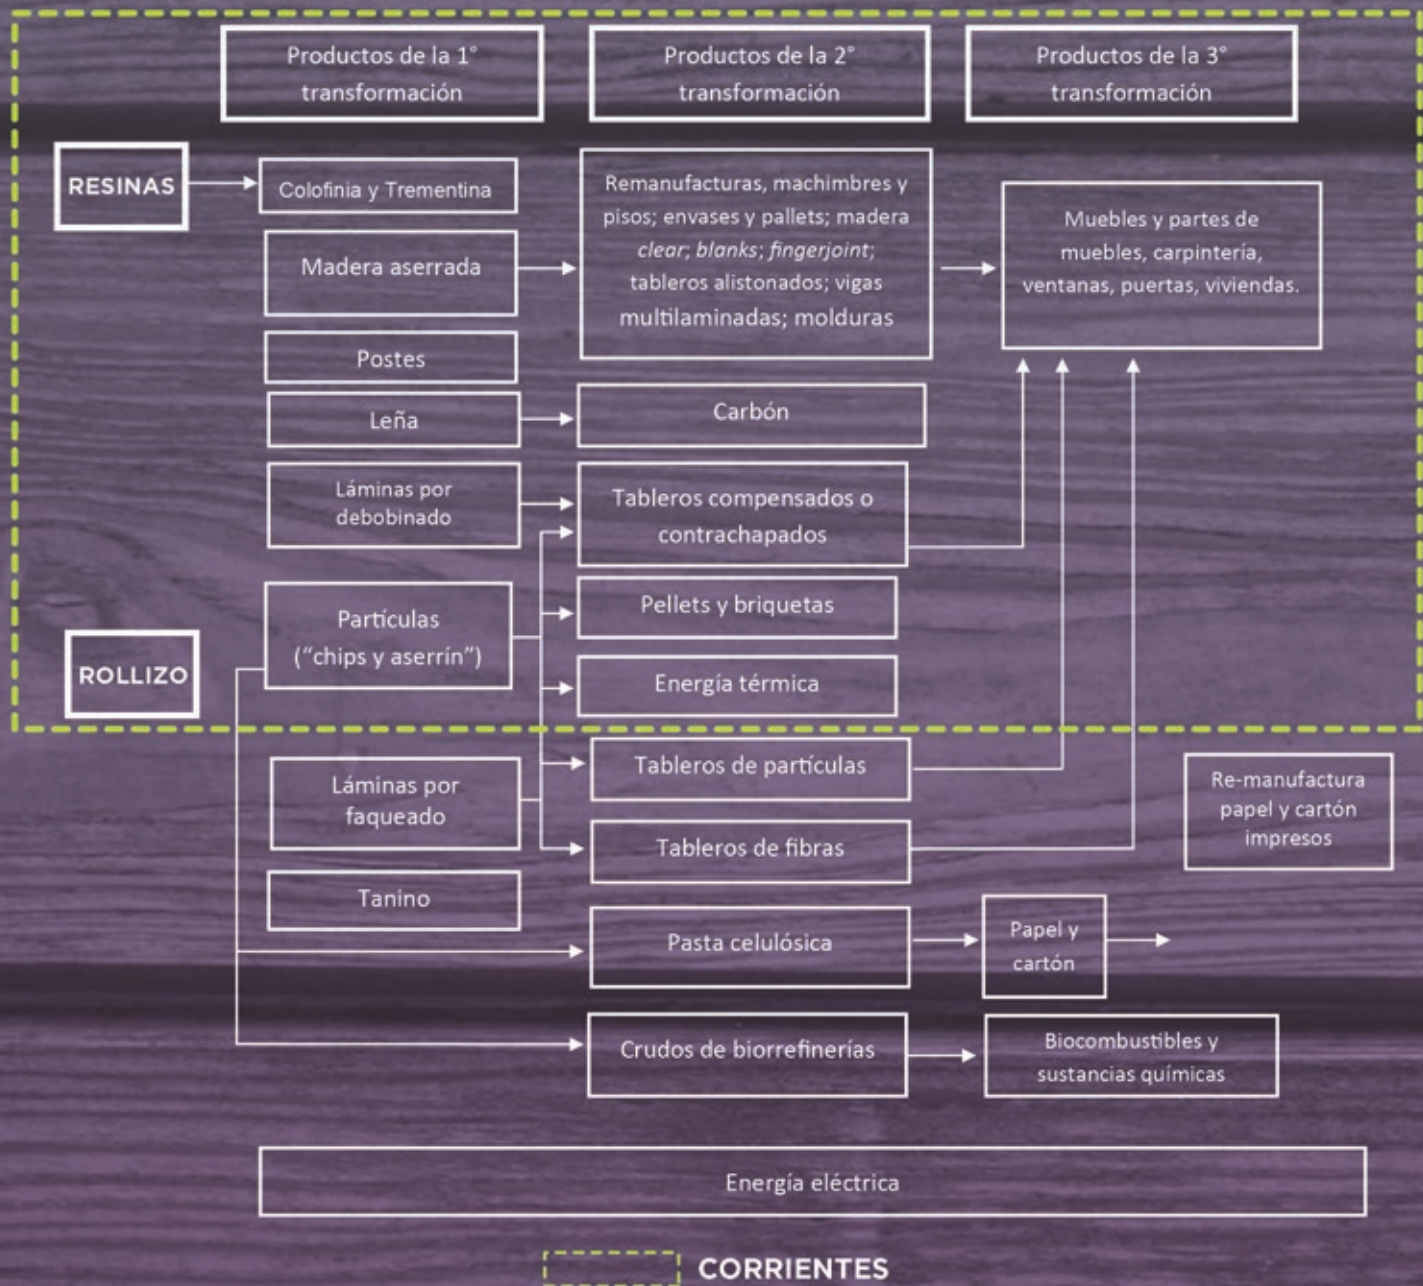 Productos de la 1°
transformación
Productos de la 2°
transformación
Productos de la 3°
transformación
RESINAS
Colofinia y Trementina
Remanufacturas, machimbres y
pisos; envases y pallets; madera
clear; blanks; fingerjoint;
tableros alistonados; vigas
multilaminadas; molduras
Muebles y partes de
muebles, carpintería,
ventanas, puertas, viviendas.
Madera aserrada
Postes
Leña
Carbón
Láminas por
debobinado
Tableros compensados o
contrachapados
Partículas
(“chips y aserrín”)
Pellets y briquetas
ROLLIZO
Energía térmica
Láminas por
faqueado
Tableros de partículas
Re-manufactura
papel y cartón
impresos
Tableros de fibras
Tanino
Pasta celulósica
Papel y
cartón
Crudos de biorrefinerías
Biocombustibles y
sustancias químicas
Energía eléctrica
CORRIENTES